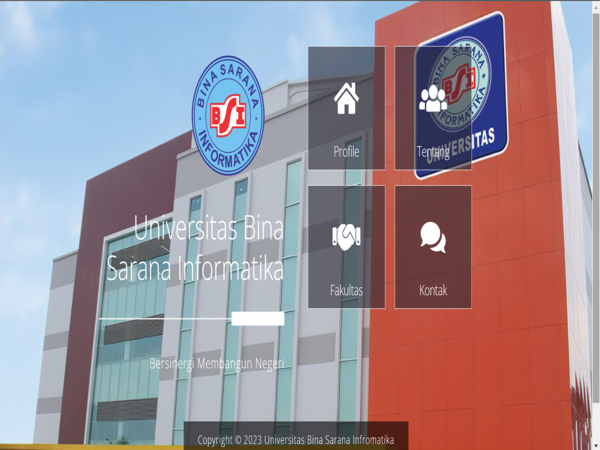 BINA SARANA
BSI
INFORMATIKA
Universitas Bina
Sarana Informatika
Bersinergi Membangun Negeri
Profile
Tentang
Fakultas
Kontak
BINA SARANA
BSI
INFORMATIKA
UNIVERSITAS
Copyright © 2023 Universitas Bina Sarana Infromatika